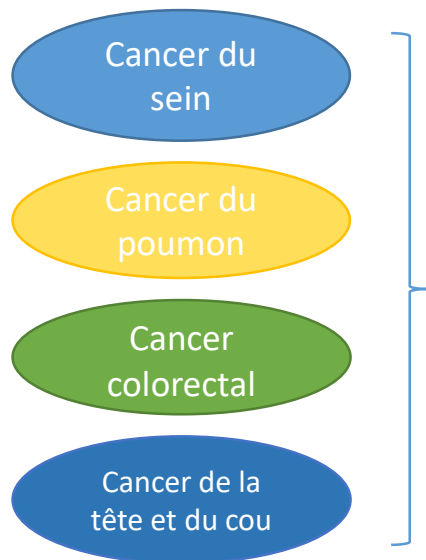 Cancer du
sein
Cancer du
poumon
Cancer
colorectal
Cancer de la
tête et du cou